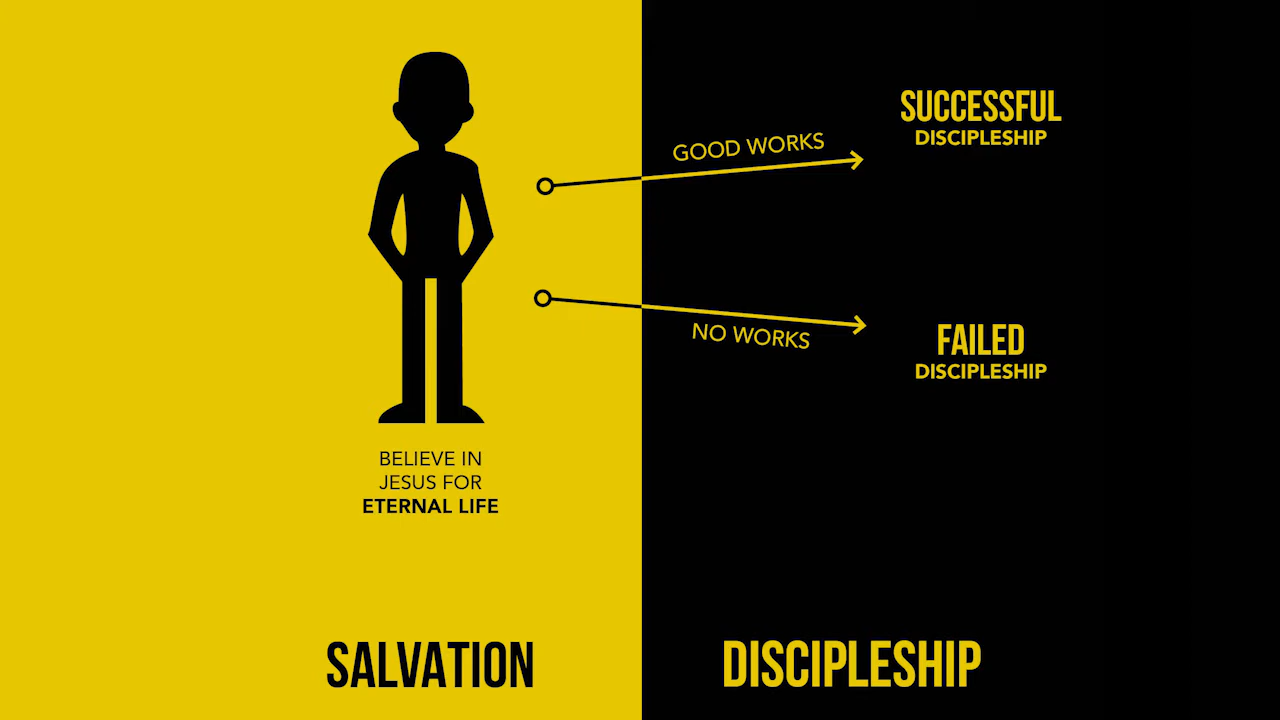 SUCCESSFUL
DISCIPLESHIP
GOOD WORKS
NO WORKS
FAILED
DISCIPLESHIP
BELIEVE IN
JESUS FOR
ETERNAL LIFE
SALVATION
DISCIPLESHIP